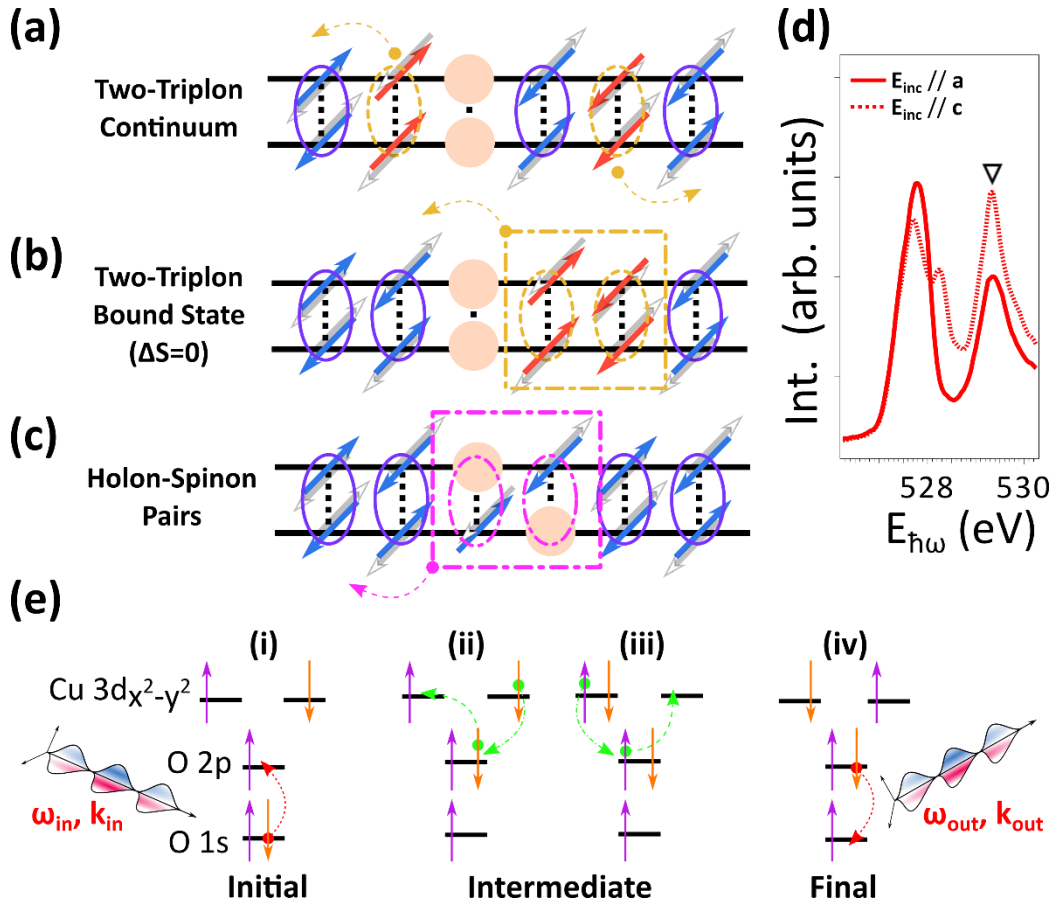 (a)
Two-Triplon
Continuum
(b)
Two-Triplon
Bound State
(ΔS=0)
(c)
Holon-Spinon
Pairs
(d)
E_inc // a
E_inc // c
Int. (arb. units)
528 530
E_ħω (eV)
(e)
(i) (ii) (iii) (iv)
Cu 3d_x²-y²
O 2p
O 1s
ω_in, k_in
ω_out, k_out
Initial Intermediate Final